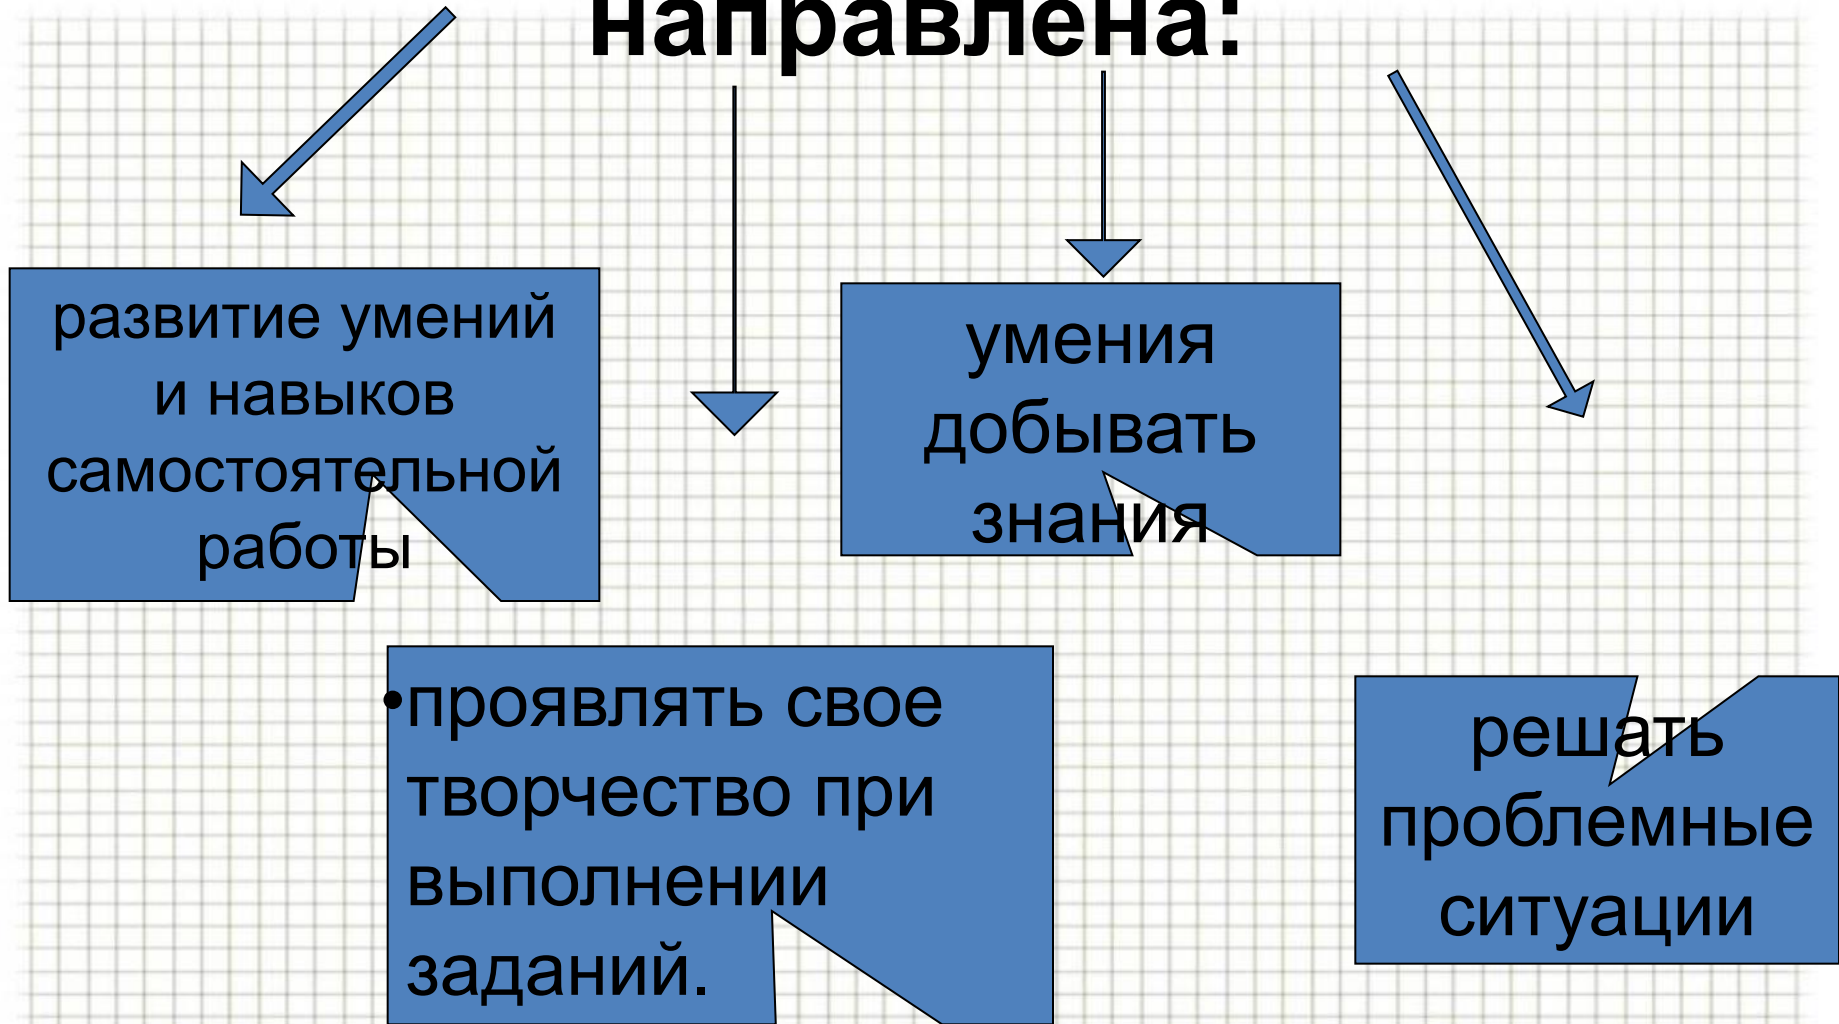 направлена:
развитие умений
и навыков
самостоятельной
работы
умения
добывать
знания
•проявлять свое
творчество при
выполнении
заданий.
решать
проблемные
ситуации